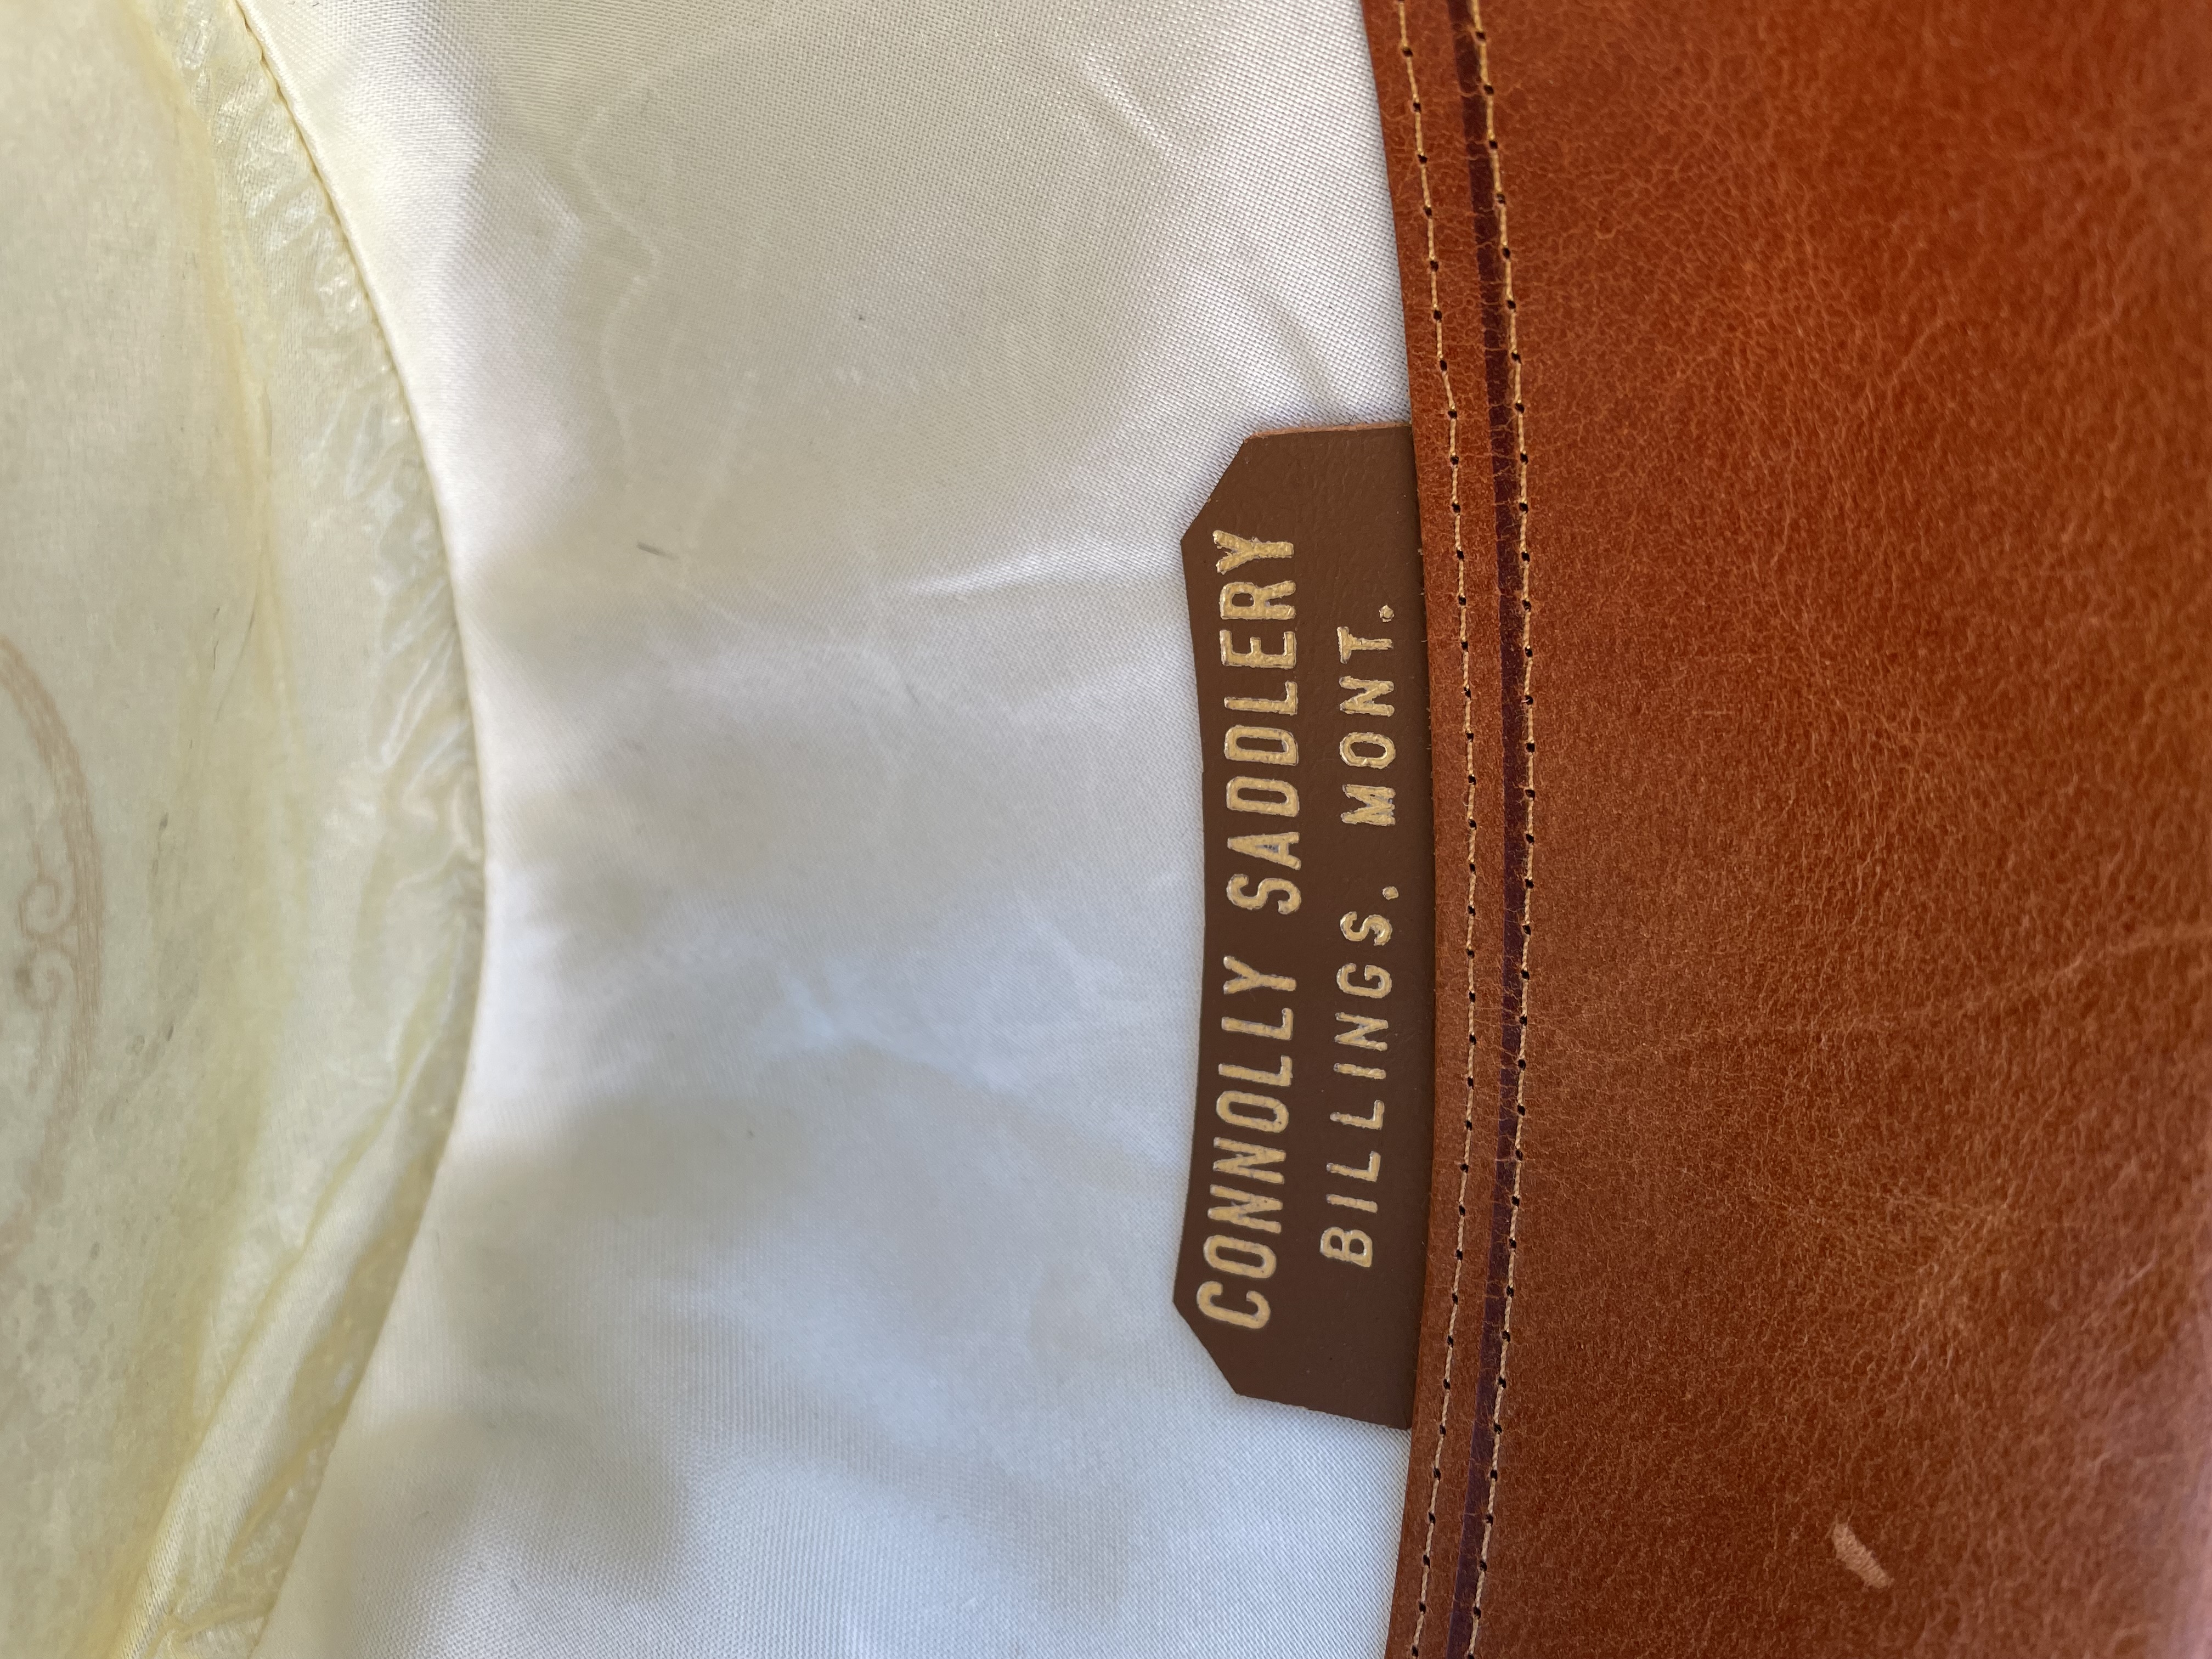 CONNOLLY SADDLERY
BILLINGS. MONT.